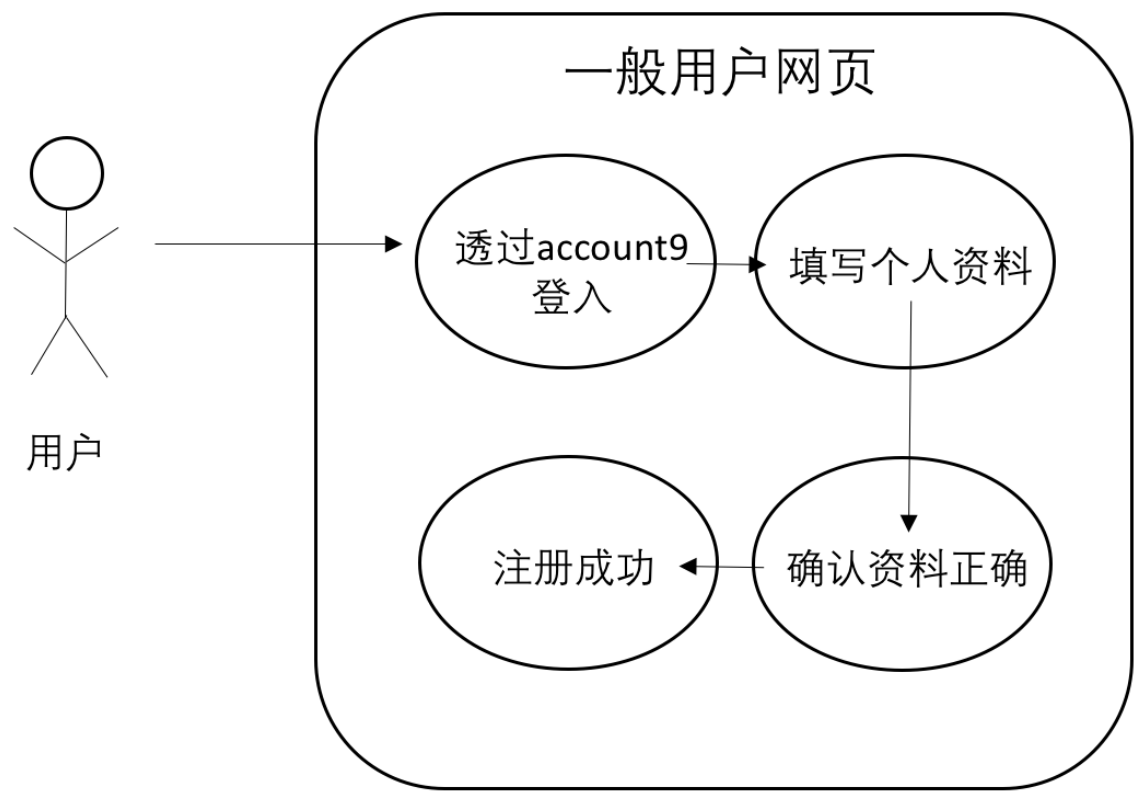 一般用户网页
透过account9
登入
填写个人资料
用户
注册成功
确认资料正确